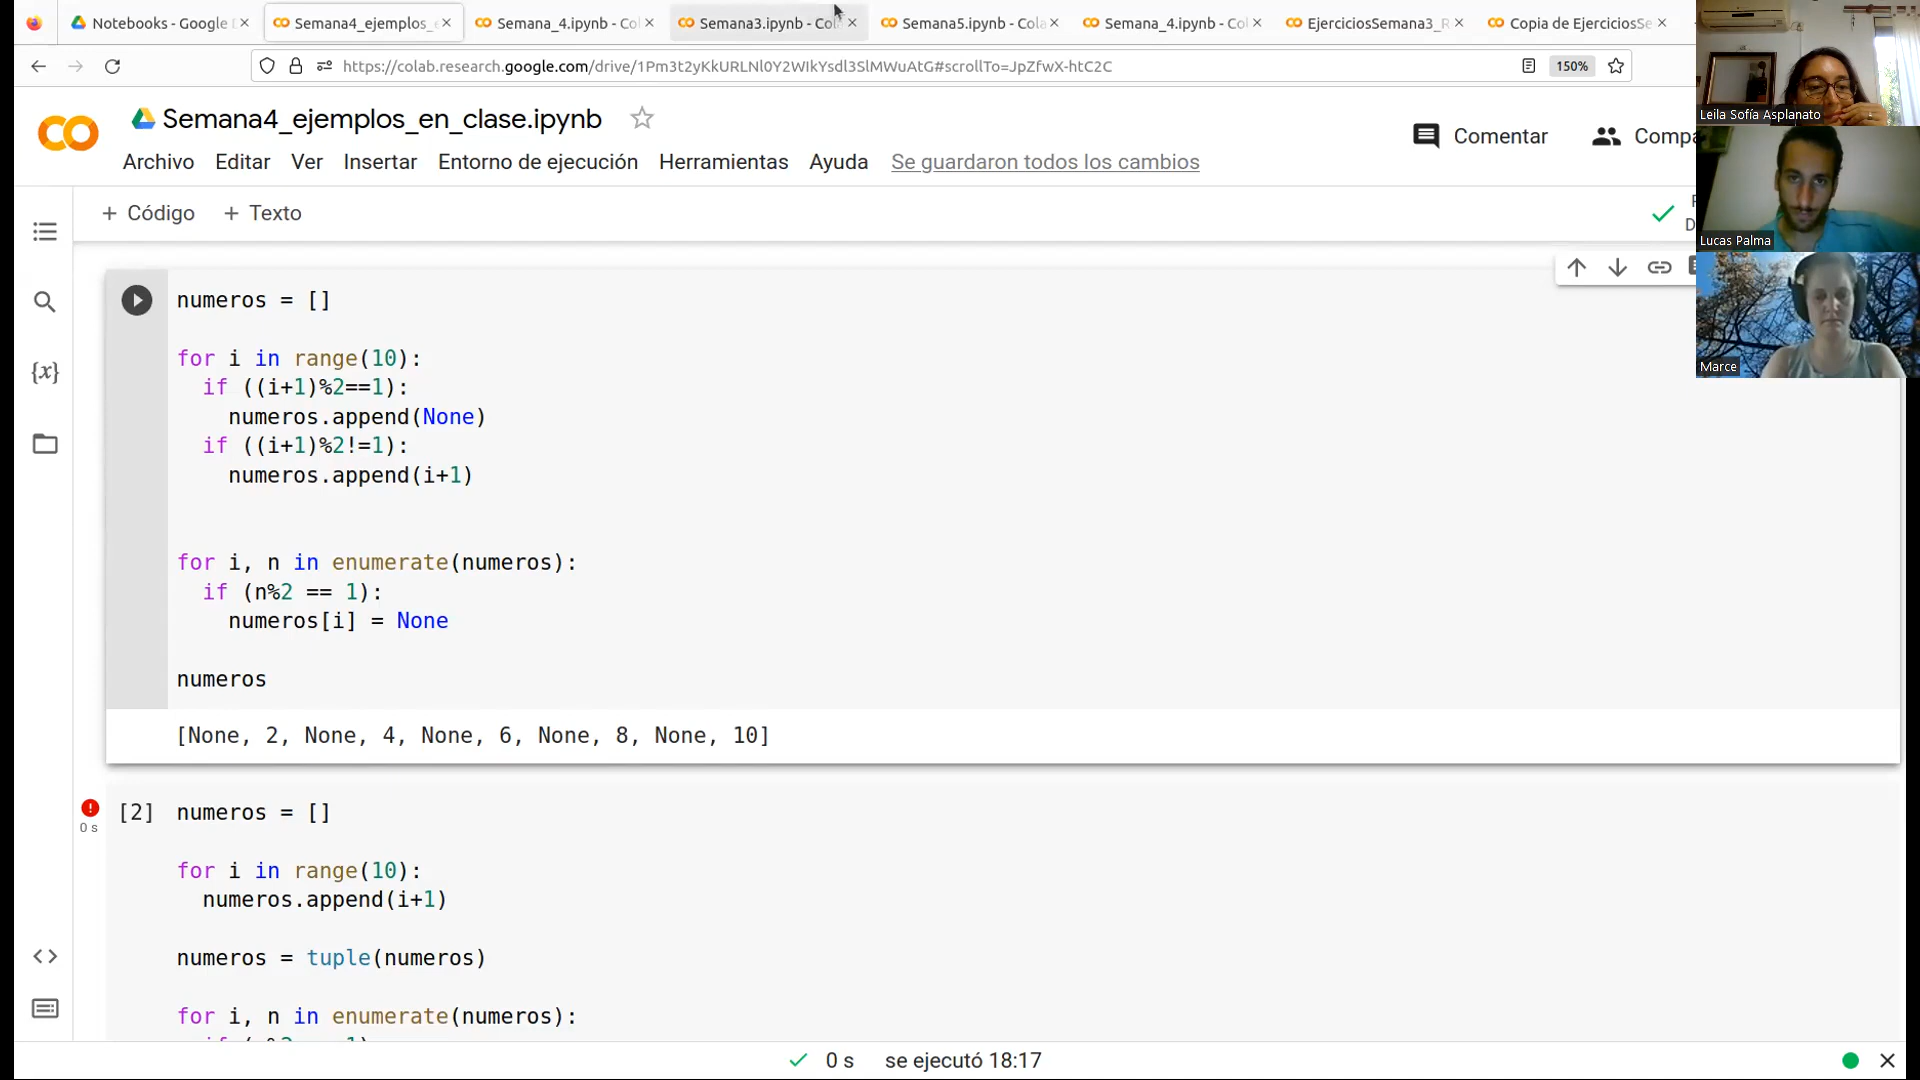 Notebooks - Google D
Semana4_ejemplos_e
Semana_4.ipynb - Col
Semana3.ipynb - Col
Semana5.ipynb - Cola
Semana_4.ipynb - Col
EjerciciosSemana3_R
Copia de EjerciciosSe
https://colab.research.google.com/drive/1Pm3t2yKkURLNl0Y2WIkYsdl3SlMWuAtG#scrollTo=JpZfwX-htC2C
150%
Semana4_ejemplos_en_clase.ipynb
Comentar
Compa
Archivo Editar Ver Insertar Entorno de ejecución Herramientas Ayuda Se guardaron todos los cambios
+ Código + Texto
R
D
Leila Sofía Asplanato
Lucas Palma
Marce
numeros = []
for i in range(10):
if ((i+1)%2==1):
numeros.append(None)
if ((i+1)%2!=1):
numeros.append(i+1)
for i, n in enumerate(numeros):
if (n%2 == 1):
numeros[i] = None
numeros
[None, 2, None, 4, None, 6, None, 8, None, 10]
0 s
[2] numeros = []
for i in range(10):
numeros.append(i+1)
numeros = tuple(numeros)
for i, n in enumerate(numeros):
0 s se ejecutó 18:17